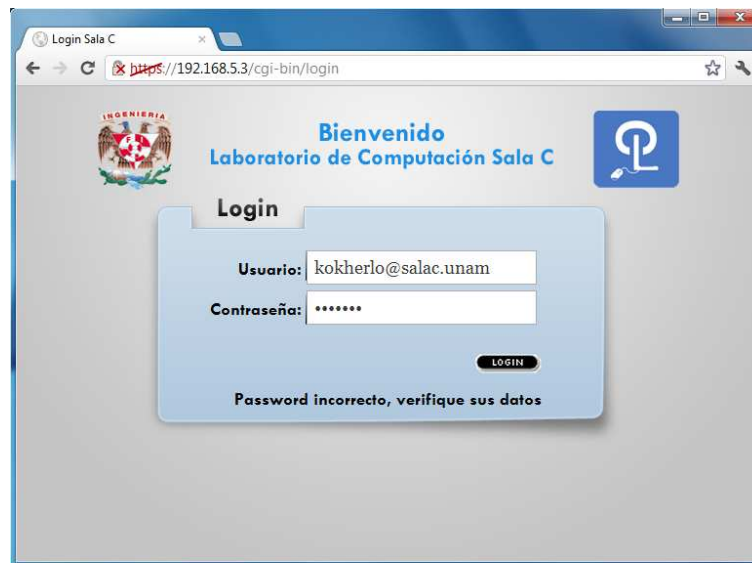 Login Sala C
https://192.168.5.3/cgi-bin/login
INGENIERIA
Bienvenido
Laboratorio de Computación Sala C
Login
Usuario: kokherlo@salac.unam
Contraseña: •••••••
LOGIN
Password incorrecto, verifique sus datos